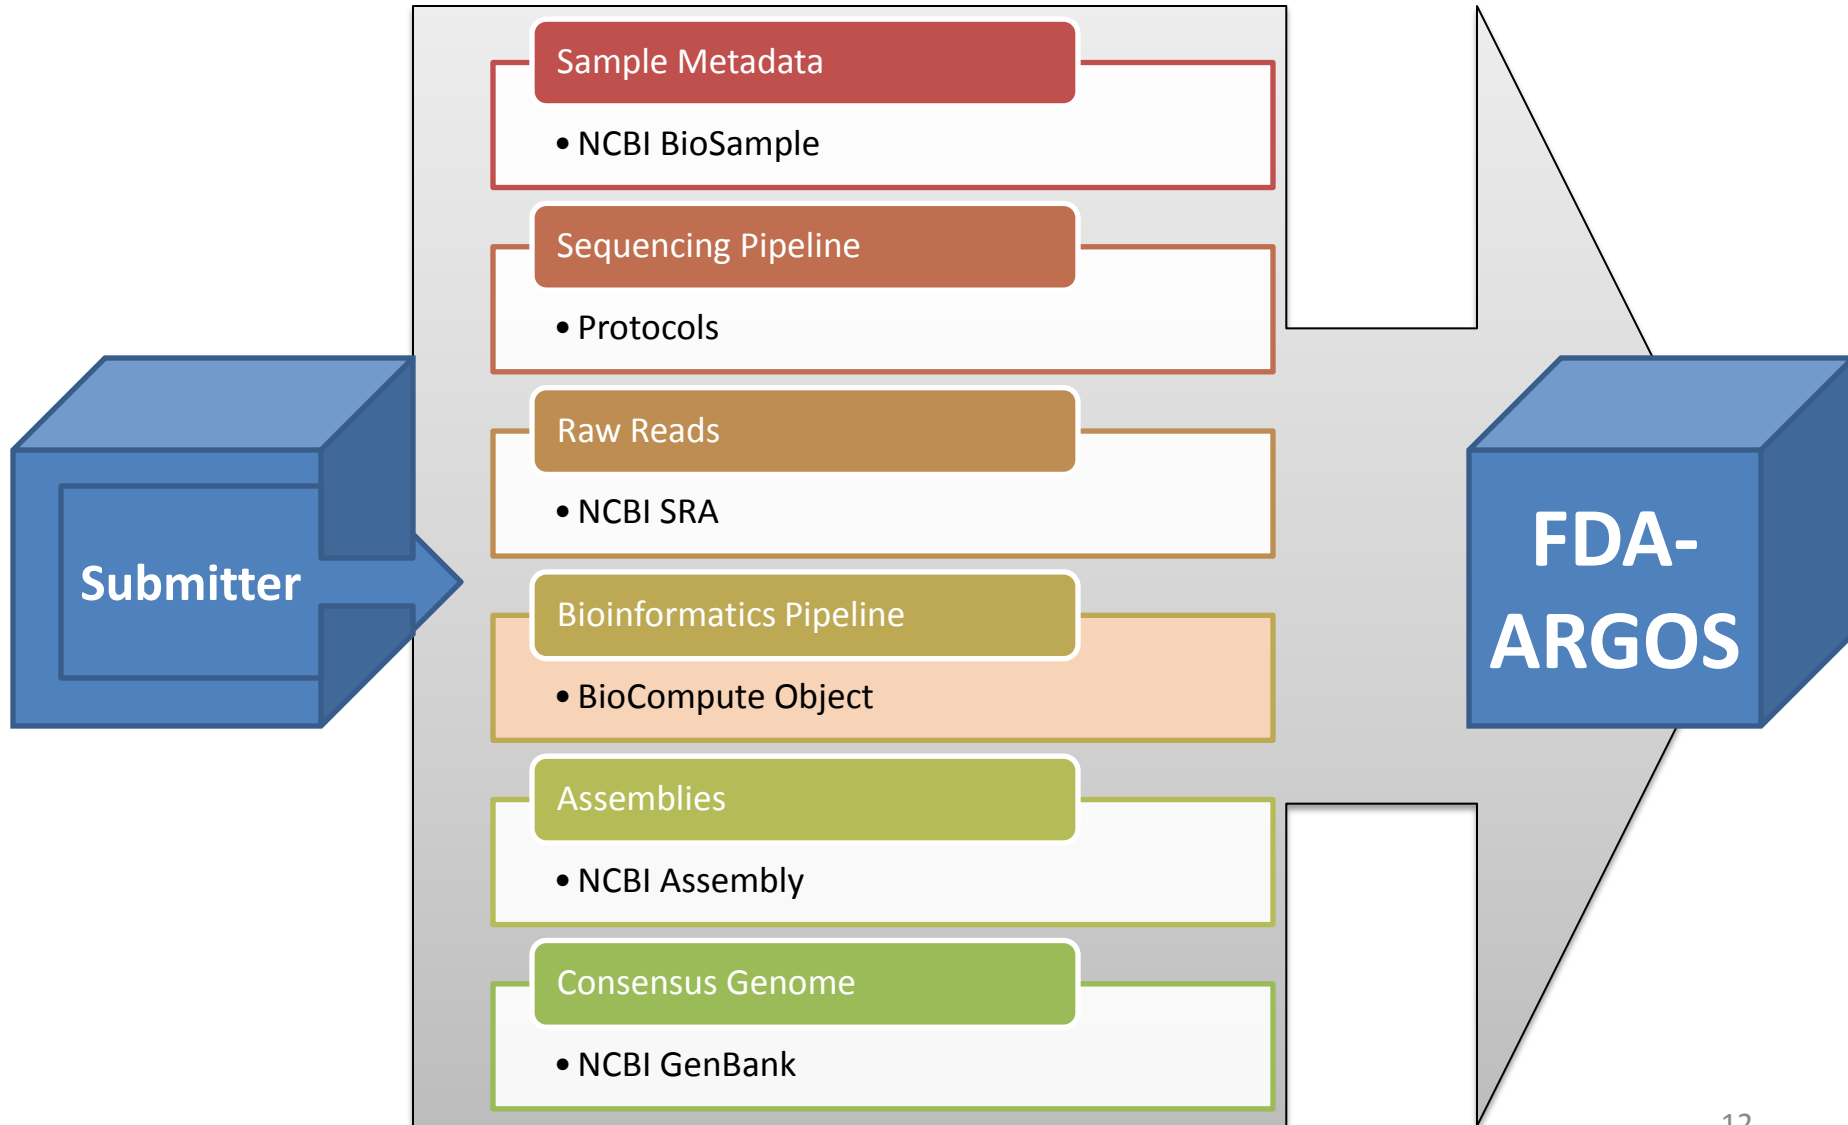 Sample Metadata
• NCBI BioSample
Sequencing Pipeline
• Protocols
Raw Reads
• NCBI SRA
Submitter
Bioinformatics Pipeline
• BioCompute Object
Assemblies
• NCBI Assembly
Consensus Genome
• NCBI GenBank
FDA-
ARGOS
12